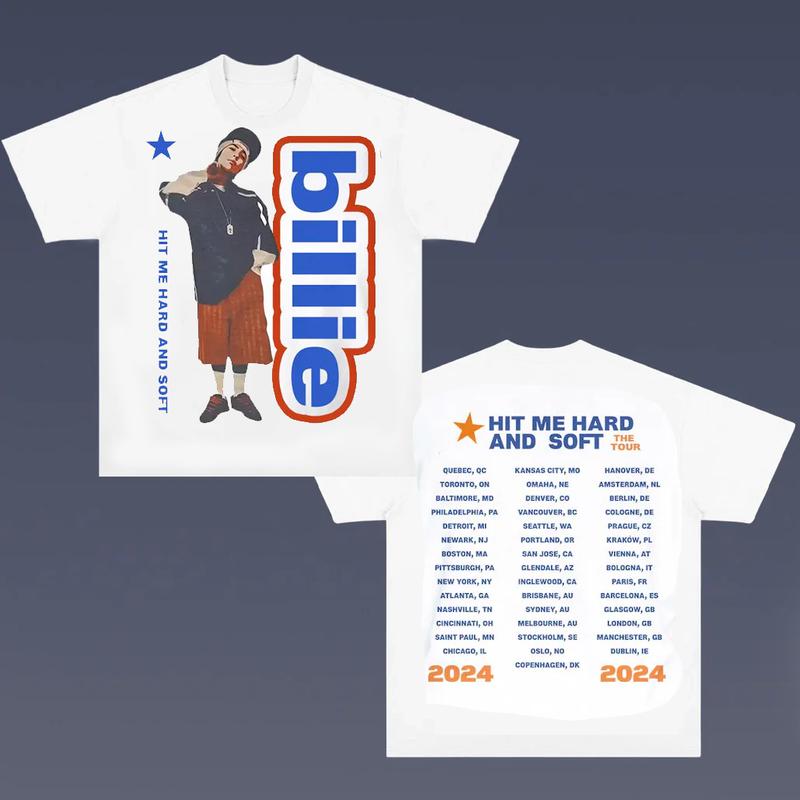 HIT ME HARD AND SOFT
billie
HIT ME HARD
AND SOFT THE
TOUR
QUEBEC, QC
TORONTO, ON
BALTIMORE, MD
PHILADELPHIA, PA
DETROIT, MI
NEWARK, NJ
BOSTON, MA
PITTSBURGH, PA
NEW YORK, NY
ATLANTA, GA
NASHVILLE, TN
CINCINNATI, OH
SAINT PAUL, MN
CHICAGO, IL
2024
KANSAS CITY, MO
OMAHA, NE
DENVER, CO
VANCOUVER, BC
SEATTLE, WA
PORTLAND, OR
SAN JOSE, CA
GLENDALE, AZ
INGLEWOOD, CA
BRISBANE, AU
SYDNEY, AU
MELBOURNE, AU
STOCKHOLM, SE
OSLO, NO
COPENHAGEN, DK
HANOVER, DE
AMSTERDAM, NL
BERLIN, DE
COLOGNE, DE
PRAGUE, CZ
KRAKÓW, PL
VIENNA, AT
BOLOGNA, IT
PARIS, FR
BARCELONA, ES
GLASGOW, GB
LONDON, GB
MANCHESTER, GB
DUBLIN, IE
2024